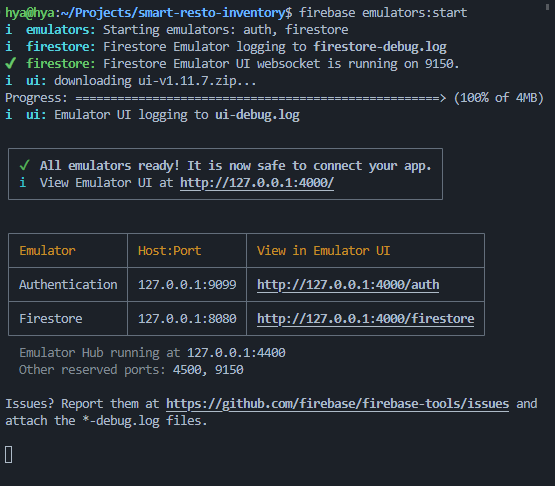 hya@hya:~/Projects/smart-resto-inventory$ firebase emulators:start
i  emulators: Starting emulators: auth, firestore
i  firestore: Firestore Emulator logging to firestore-debug.log
✔  firestore: Firestore Emulator UI websocket is running on 9150.
i  ui: downloading ui-v1.11.7.zip...
Progress: =================================================> (100% of 4MB)
i  ui: Emulator UI logging to ui-debug.log
✔  All emulators ready! It is now safe to connect your app.
i  View Emulator UI at http://127.0.0.1:4000/
Emulator Host:Port View in Emulator UI
Authentication 127.0.0.1:9099 http://127.0.0.1:4000/auth
Firestore 127.0.0.1:8080 http://127.0.0.1:4000/firestore
Emulator Hub running at 127.0.0.1:4400
Other reserved ports: 4500, 9150
Issues? Report them at https://github.com/firebase/firebase-tools/issues and
attach the *-debug.log files.